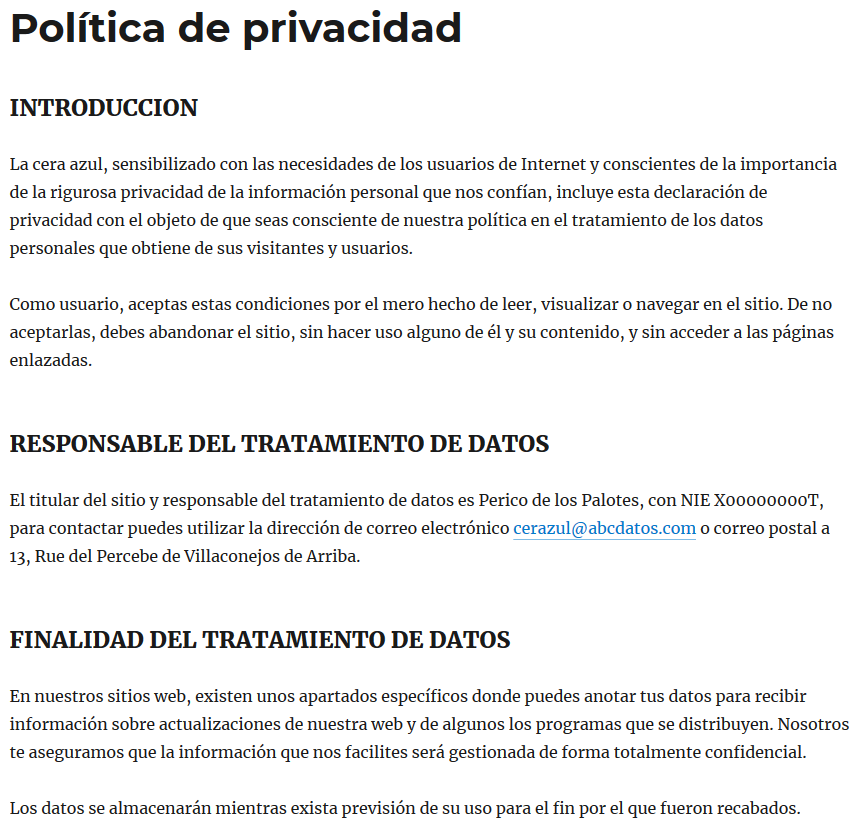 Política de privacidad
INTRODUCCION
La cera azul, sensibilizado con las necesidades de los usuarios de Internet y conscientes de la importancia
de la rigurosa privacidad de la información personal que nos confían, incluye esta declaración de
privacidad con el objeto de que seas consciente de nuestra política en el tratamiento de los datos
personales que obtiene de sus visitantes y usuarios.
Como usuario, aceptas estas condiciones por el mero hecho de leer, visualizar o navegar en el sitio. De no
aceptarlas, debes abandonar el sitio, sin hacer uso alguno de él y su contenido, y sin acceder a las páginas
enlazadas.
RESPONSABLE DEL TRATAMIENTO DE DATOS
El titular del sitio y responsable del tratamiento de datos es Perico de los Palotes, con NIE X00000000T,
para contactar puedes utilizar la dirección de correo electrónico cerazul@abcdatos.com o correo postal a
13, Rue del Percebe de Villaconejos de Arriba.
FINALIDAD DEL TRATAMIENTO DE DATOS
En nuestros sitios web, existen unos apartados específicos donde puedes anotar tus datos para recibir
información sobre actualizaciones de nuestra web y de algunos los programas que se distribuyen. Nosotros
te aseguramos que la información que nos facilites será gestionada de forma totalmente confidencial.
Los datos se almacenarán mientras exista previsión de su uso para el fin por el que fueron recabados.